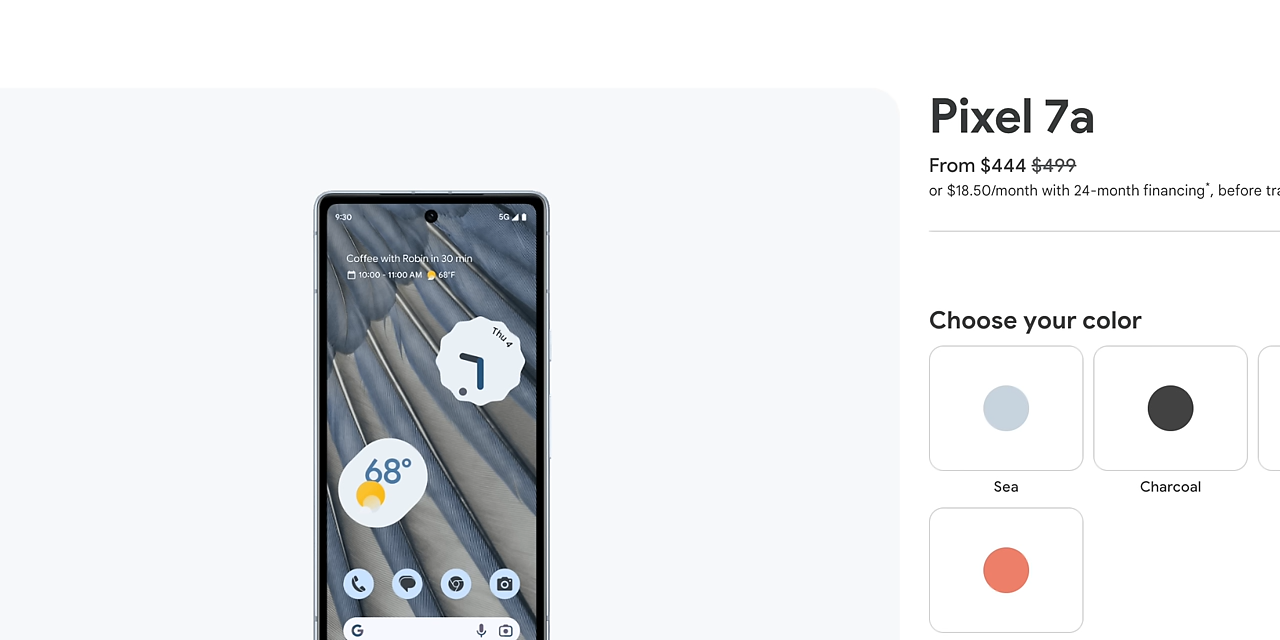 Pixel 7a
From $444 $499
or $18.50/month with 24-month financing*, before
Choose your color
Sea
Charcoal
9:30
5G
Coffee with Robin in 30 min
10:00 - 11:00 AM 68°F
Thu 4
68°
G